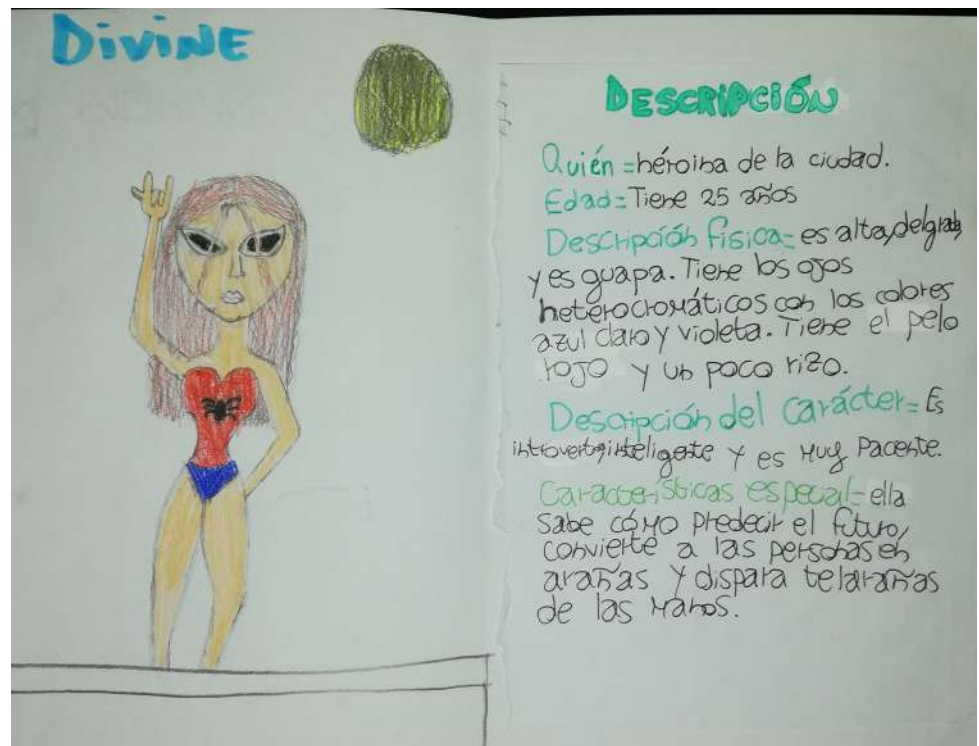 DiViNE
DESCRIPCIÓN
Quién = héroina de la ciudad.
Edad = Tiene 25 años
Descripción física = es alta, delgada,
y es guapa. Tiene los ojos
heterocromáticos con los colores
azul claro y violeta. Tiene el pelo
rojo y un poco rizo.
Descripción del carácter = Es
introverta, inteligente y es muy pacente.
Características especial = ella
sabe cómo predecir el futuro,
convierte a las personas en
arañas y dispara telarañas
de las manos.